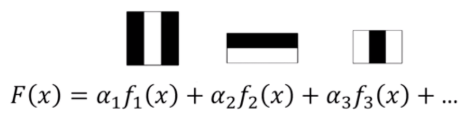 F(x) = α₁f₁(x) + α₂f₂(x) + α₃f₃(x) + ...